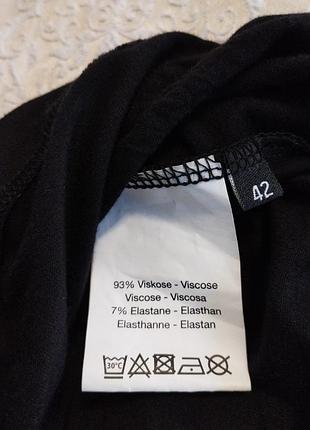 42
93% Viskose - Viscose
Viscose - Viscosa
7% Elastane - Elasthan
Elasthanne - Elastan
30°C